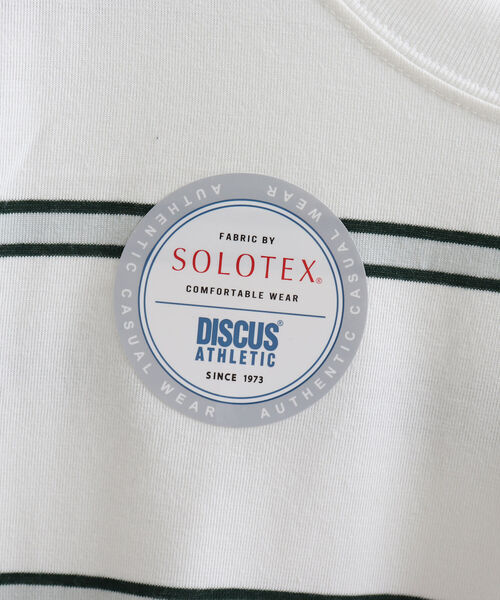 AUTHENTIC CASUAL WEAR
FABRIC BY
SOLOTEX®
COMFORTABLE WEAR
DISCUS®
ATHLETIC
SINCE 1973
AUTHENTIC CASUAL WEAR